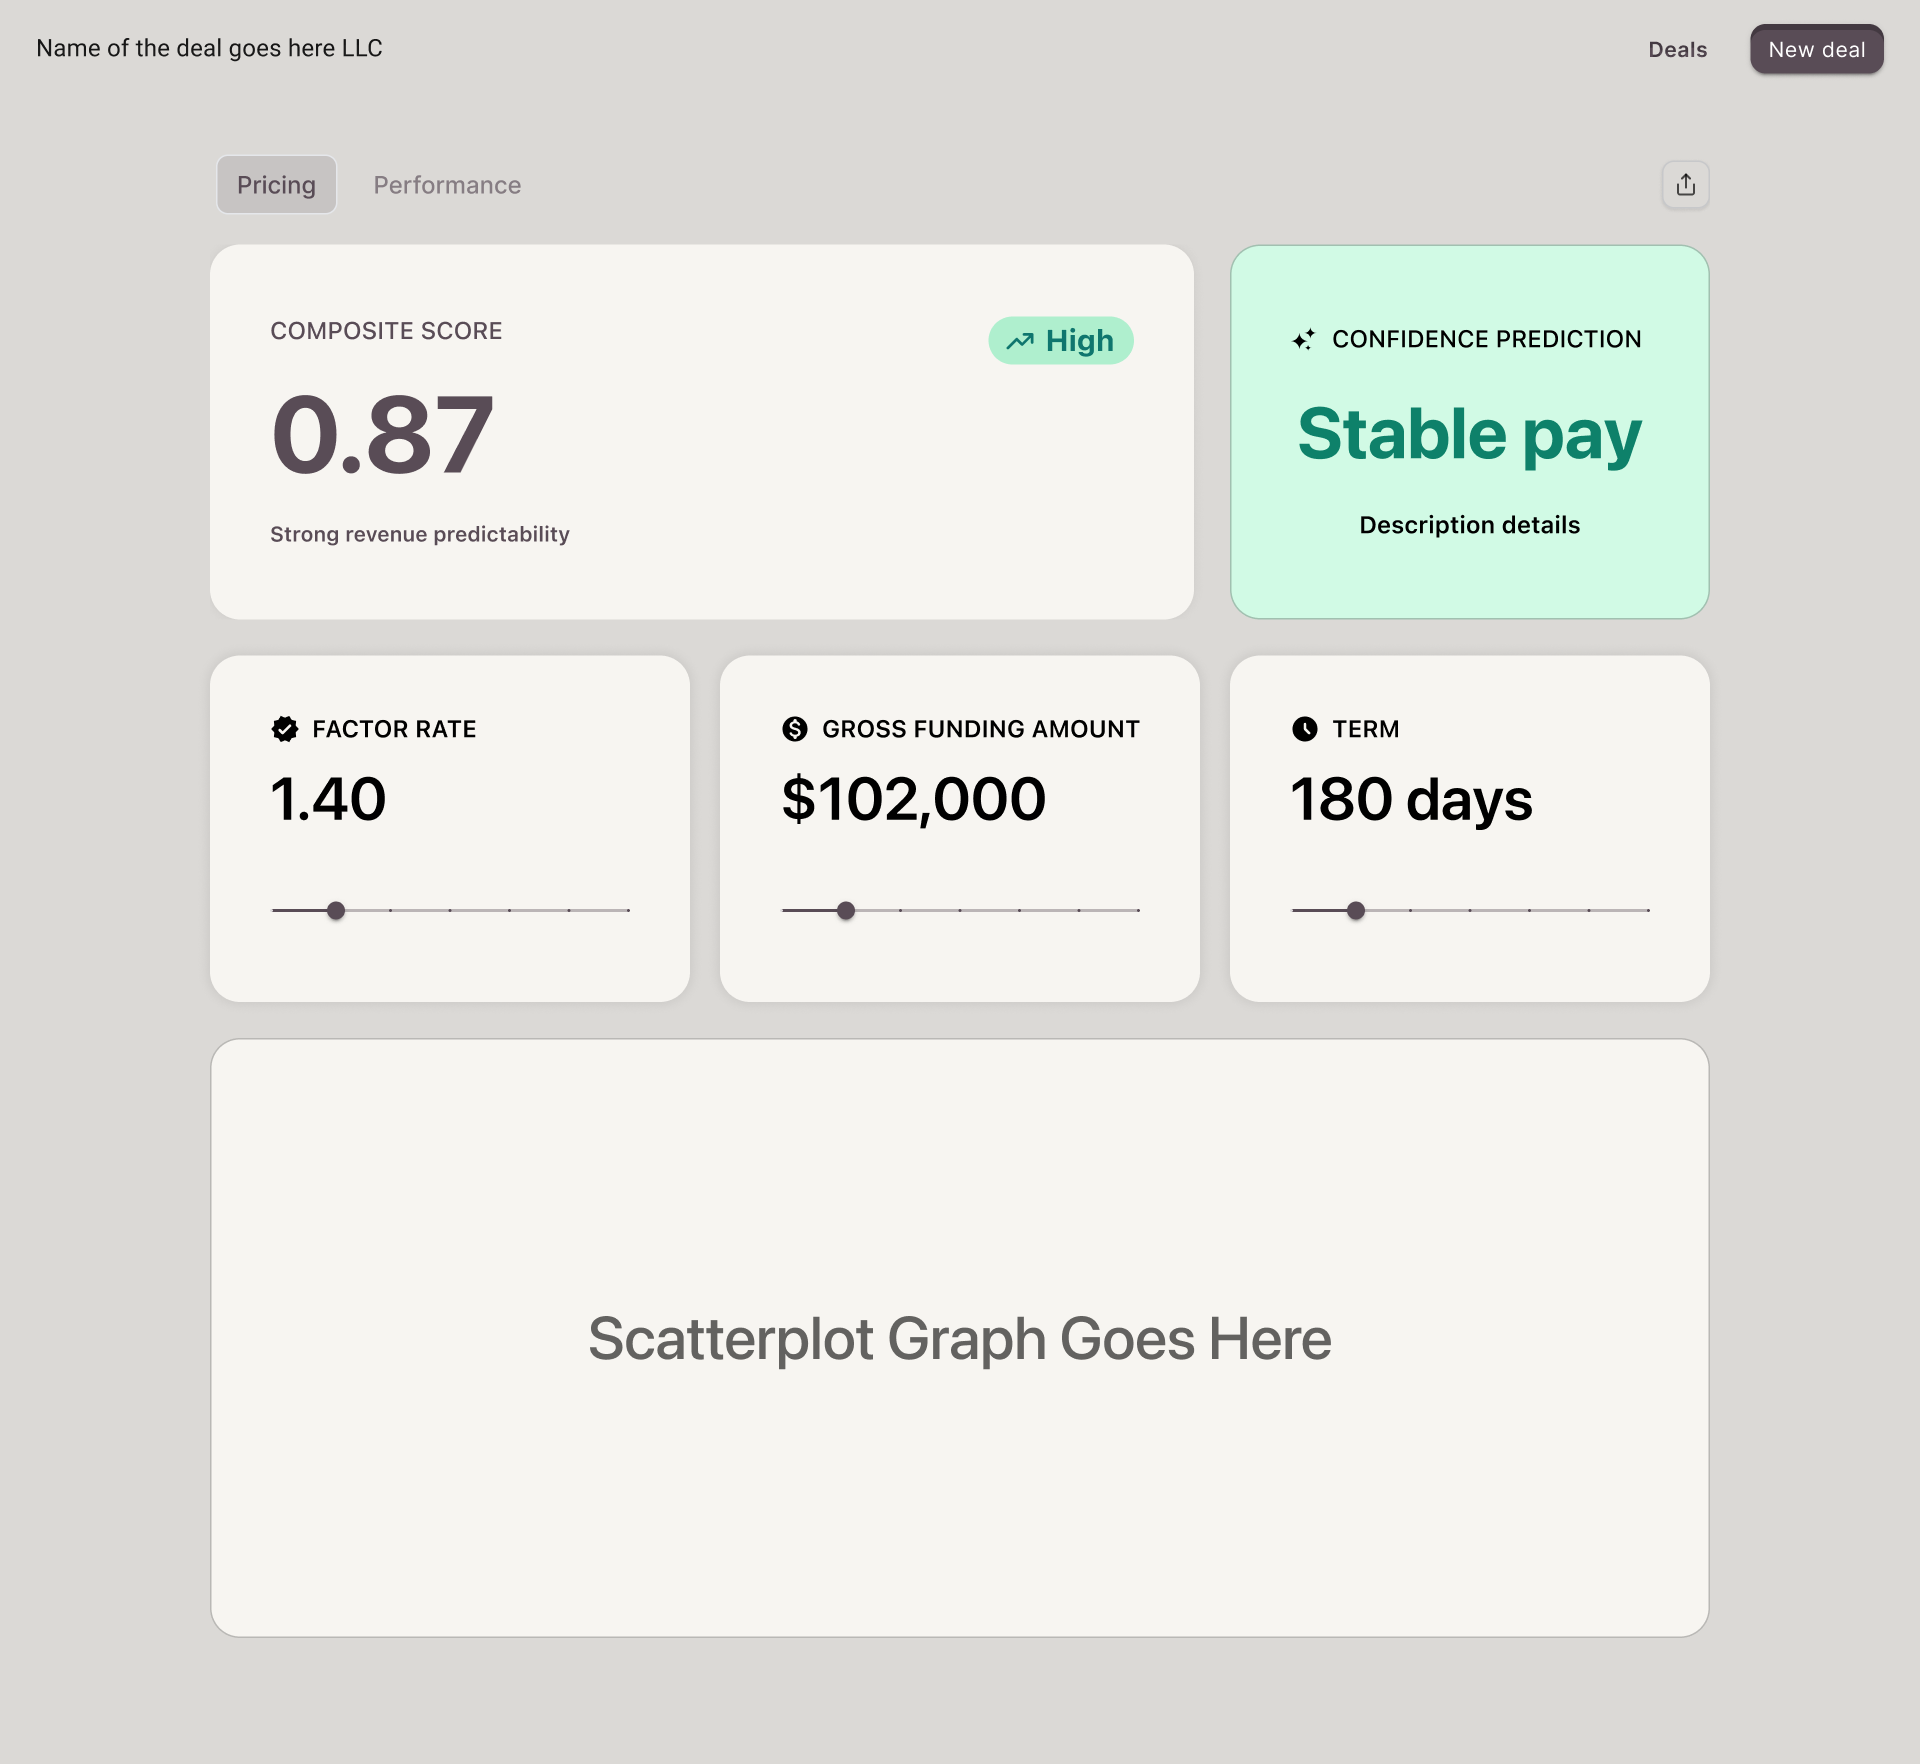 Name of the deal goes here LLC
Deals
New deal
Pricing
Performance
COMPOSITE SCORE
High
0.87
Strong revenue predictability
CONFIDENCE PREDICTION
Stable pay
Description details
FACTOR RATE
1.40
GROSS FUNDING AMOUNT
$102,000
TERM
180 days
Scatterplot Graph Goes Here